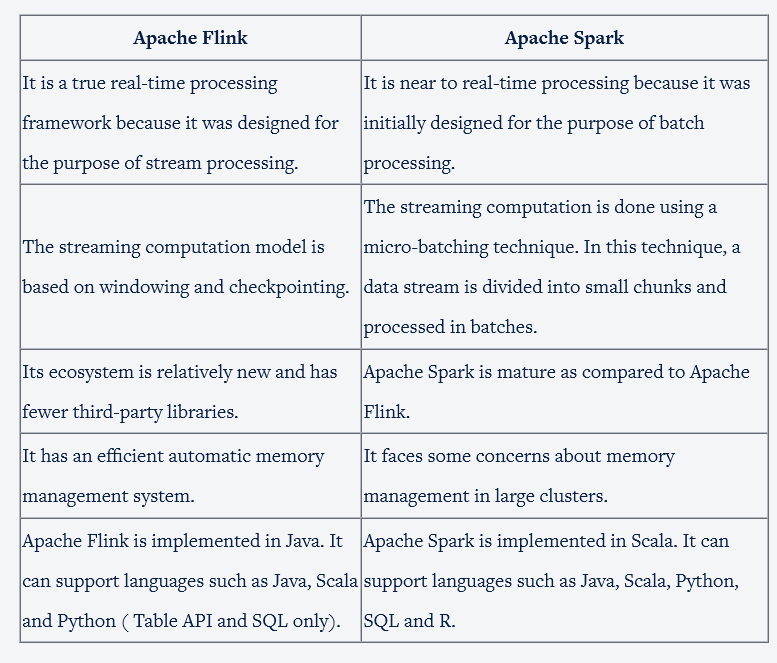 Apache Flink
Apache Spark
It is a true real-time processing
framework because it was designed for
the purpose of stream processing.
It is near to real-time processing because it was
initially designed for the purpose of batch
processing.
The streaming computation model is
based on windowing and checkpointing.
The streaming computation is done using a
micro-batching technique. In this technique, a
data stream is divided into small chunks and
processed in batches.
Its ecosystem is relatively new and has
fewer third-party libraries.
Apache Spark is mature as compared to Apache
Flink.
It has an efficient automatic memory
management system.
It faces some concerns about memory
management in large clusters.
Apache Flink is implemented in Java. It
can support languages such as Java, Scala
and Python ( Table API and SQL only).
Apache Spark is implemented in Scala. It can
support languages such as Java, Scala, Python,
SQL and R.